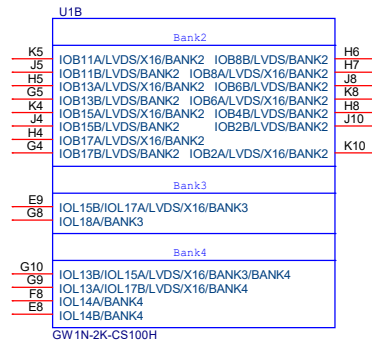 U1B
Bank2
K5 IOB11A/LVDS/X16/BANK2 IOB8B/LVDS/BANK2 H6
J5 IOB11B/LVDS/BANK2 IOB8A/LVDS/X16/BANK2 H7
H5 IOB13A/LVDS/X16/BANK2 IOB6B/LVDS/BANK2 J8
G5 IOB13B/LVDS/BANK2 IOB6A/LVDS/X16/BANK2 K8
K4 IOB15A/LVDS/X16/BANK2 IOB4B/LVDS/BANK2 H8
J4 IOB15B/LVDS/BANK2 IOB2B/LVDS/BANK2 J10
H4 IOB17A/LVDS/X16/BANK2
G4 IOB17B/LVDS/BANK2 IOB2A/LVDS/X16/BANK2 K10
Bank3
E9 IOL15B/IOL17A/LVDS/X16/BANK3
G8 IOL18A/BANK3
Bank4
G10 IOL13B/IOL15A/LVDS/X16/BANK3/BANK4
G9 IOL13A/IOL17B/LVDS/X16/BANK4
F8 IOL14A/BANK4
E8 IOL14B/BANK4
GW1N-2K-CS100H